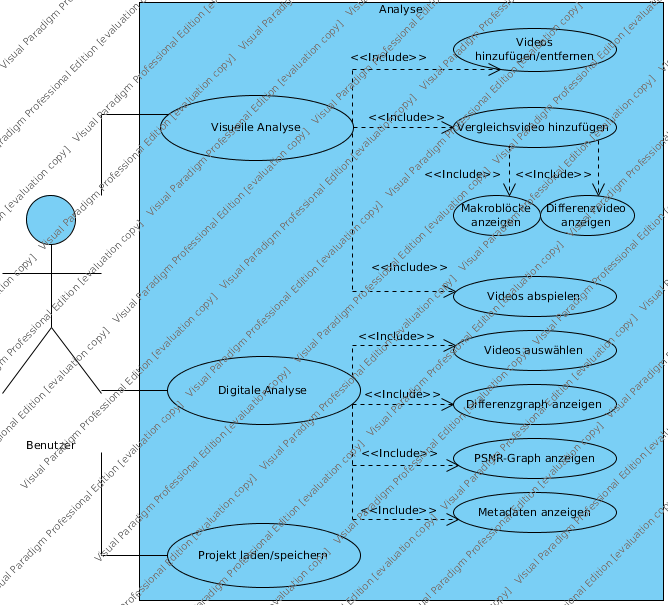 Analyse
Videos
hinzufügen/entfernen
<<Include>>
Visuelle Analyse
<<Include>>
Vergleichsvideo hinzufügen
<<Include>>
<<Include>>
Makroblöcke
anzeigen
Differenzvideo
anzeigen
<<Include>>
Videos abspielen
<<Include>>
Videos auswählen
Digitale Analyse
<<Include>>
Differenzgraph anzeigen
Benutzer
<<Include>>
PSNR-Graph anzeigen
<<Include>>
Metadaten anzeigen
Projekt laden/speichern
Visual Paradigm Professional Edition [evaluation copy]